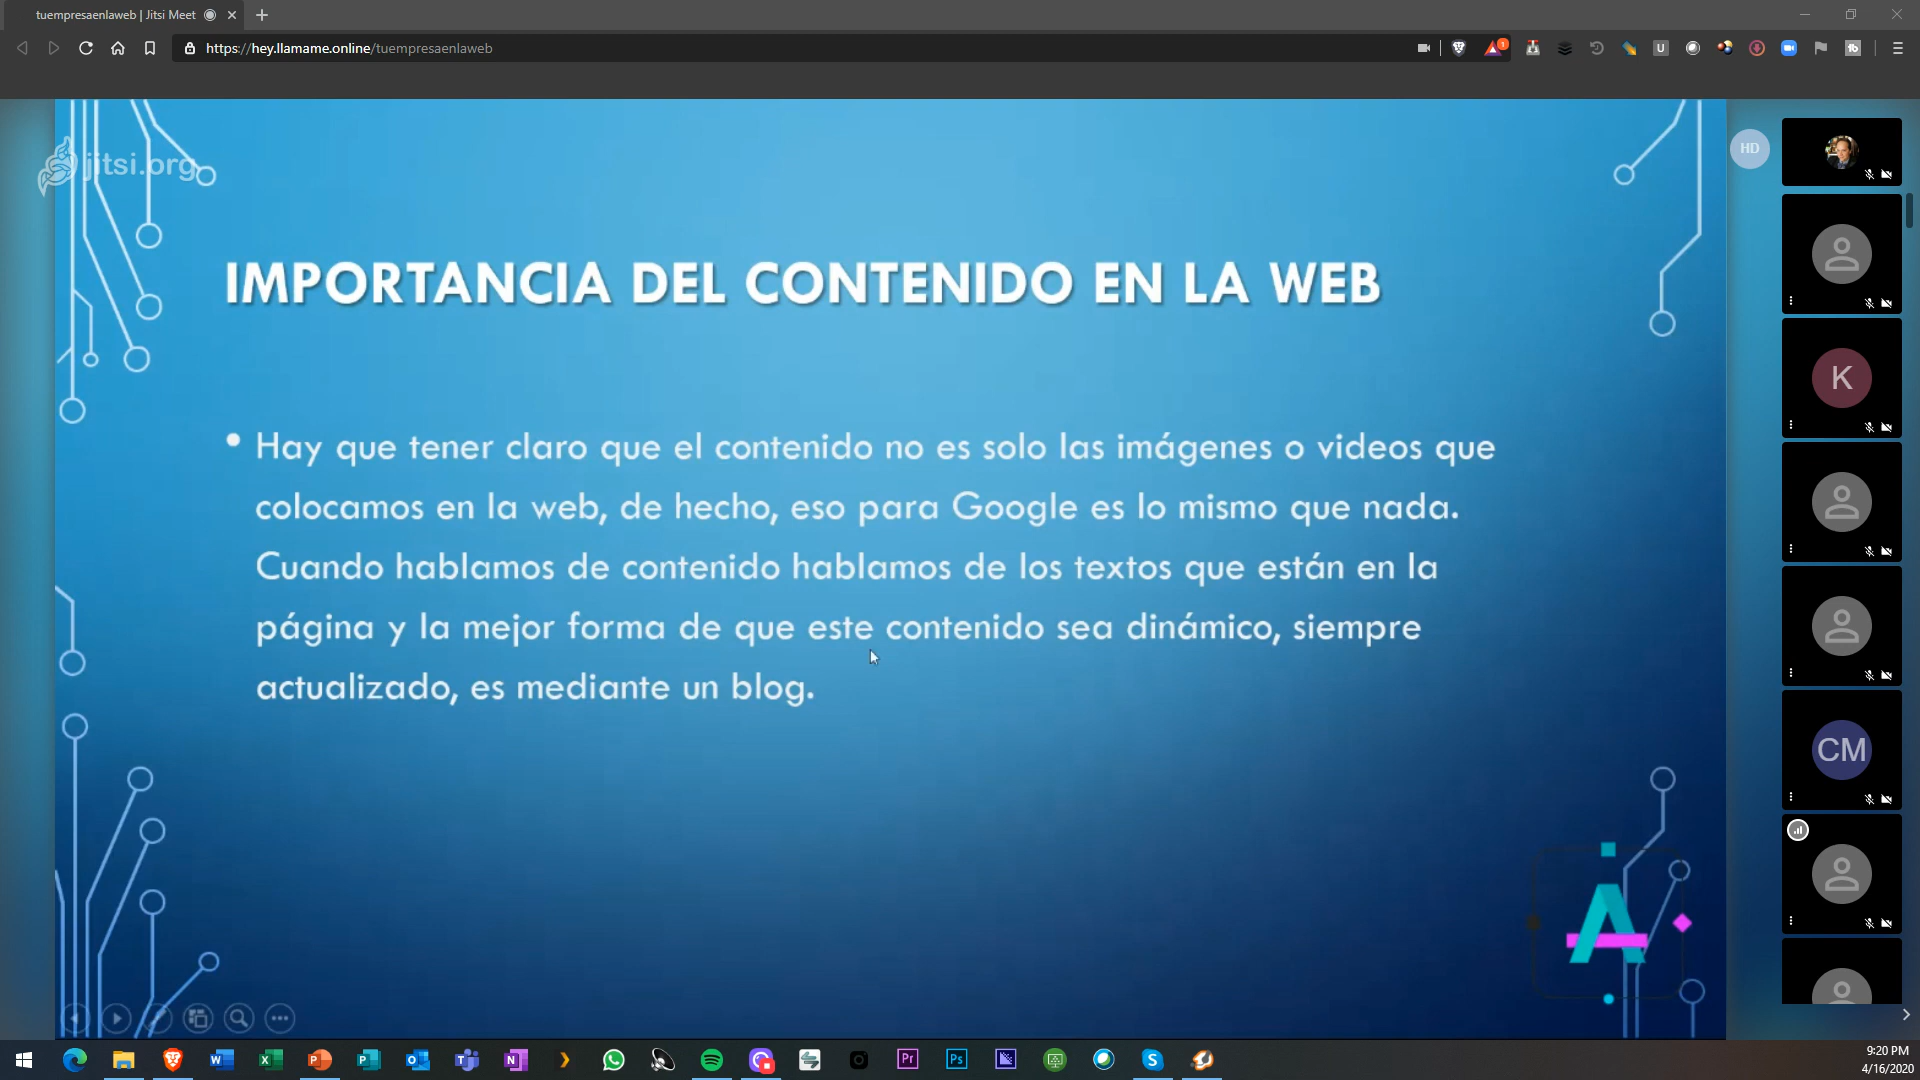 tuempresaenlaweb | Jitsi Meet
https://hey.llamame.online/tuempresaenlaweb
1
U
jitsi.org
HD
IMPORTANCIA DEL CONTENIDO EN LA WEB
• Hay que tener claro que el contenido no es solo las imágenes o videos que
colocamos en la web, de hecho, eso para Google es lo mismo que nada.
Cuando hablamos de contenido hablamos de los textos que están en la
página y la mejor forma de que este contenido sea dinámico, siempre
actualizado, es mediante un blog.
K
CM
A
Pr
Ps
9:20 PM
4/16/2020